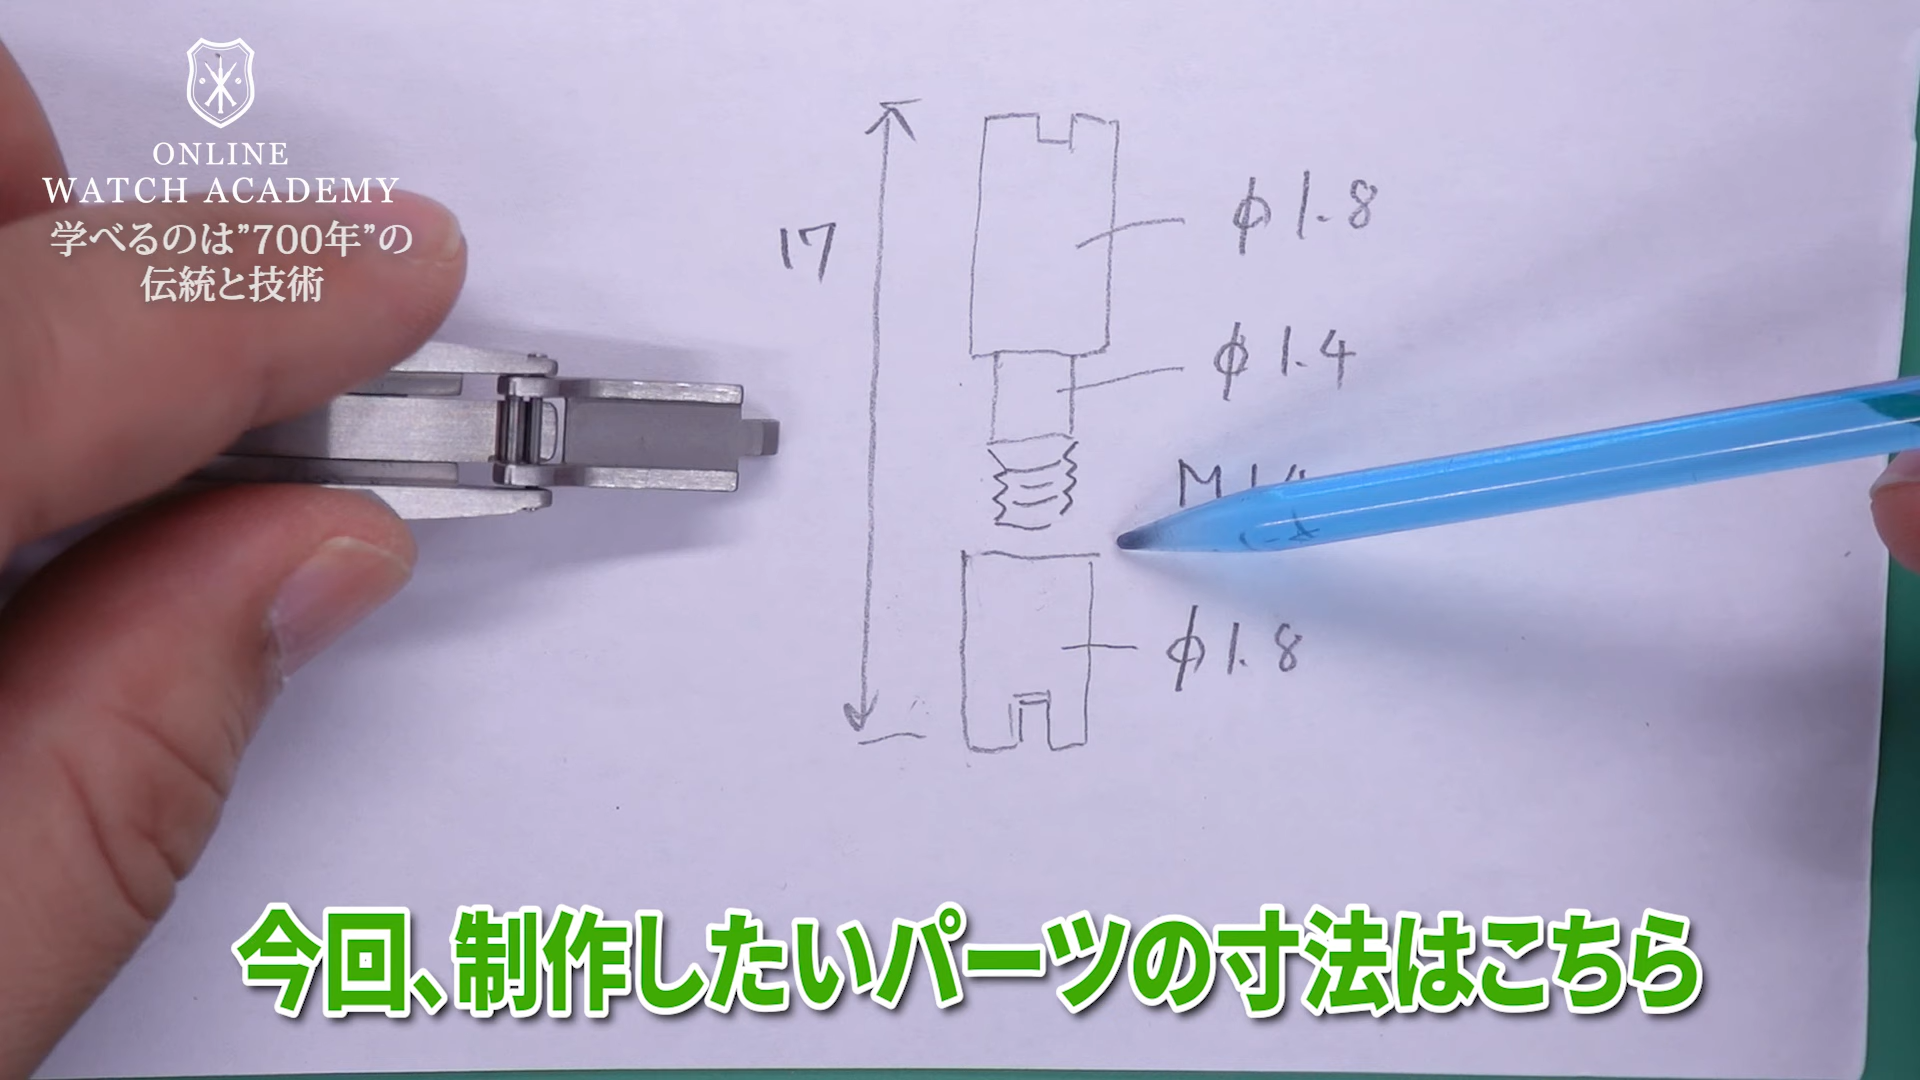 ONLINE
WATCH ACADEMY
学べるのは”700年”の
伝統と技術
17
φ1.8
φ1.4
φ1.8
今回、制作したいパーツの寸法はこちら